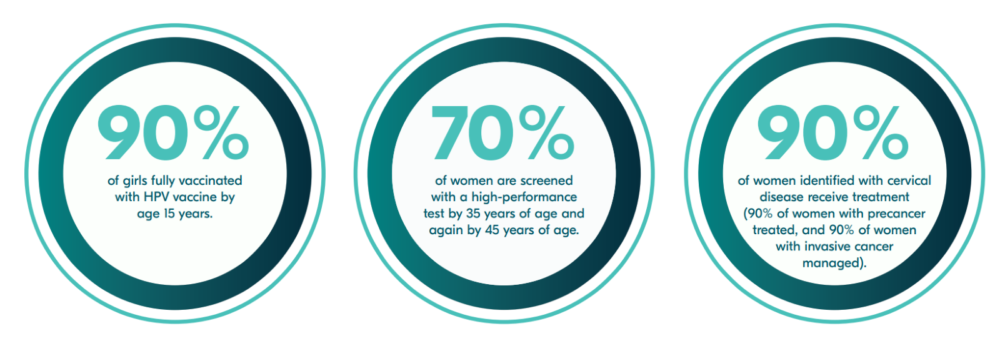 90%
of girls fully vaccinated
with HPV vaccine by
age 15 years.
70%
of women are screened
with a high-performance
test by 35 years of age and
again by 45 years of age.
90%
of women identified with cervical
disease receive treatment
(90% of women with precancer
treated, and 90% of women
with invasive cancer
managed).